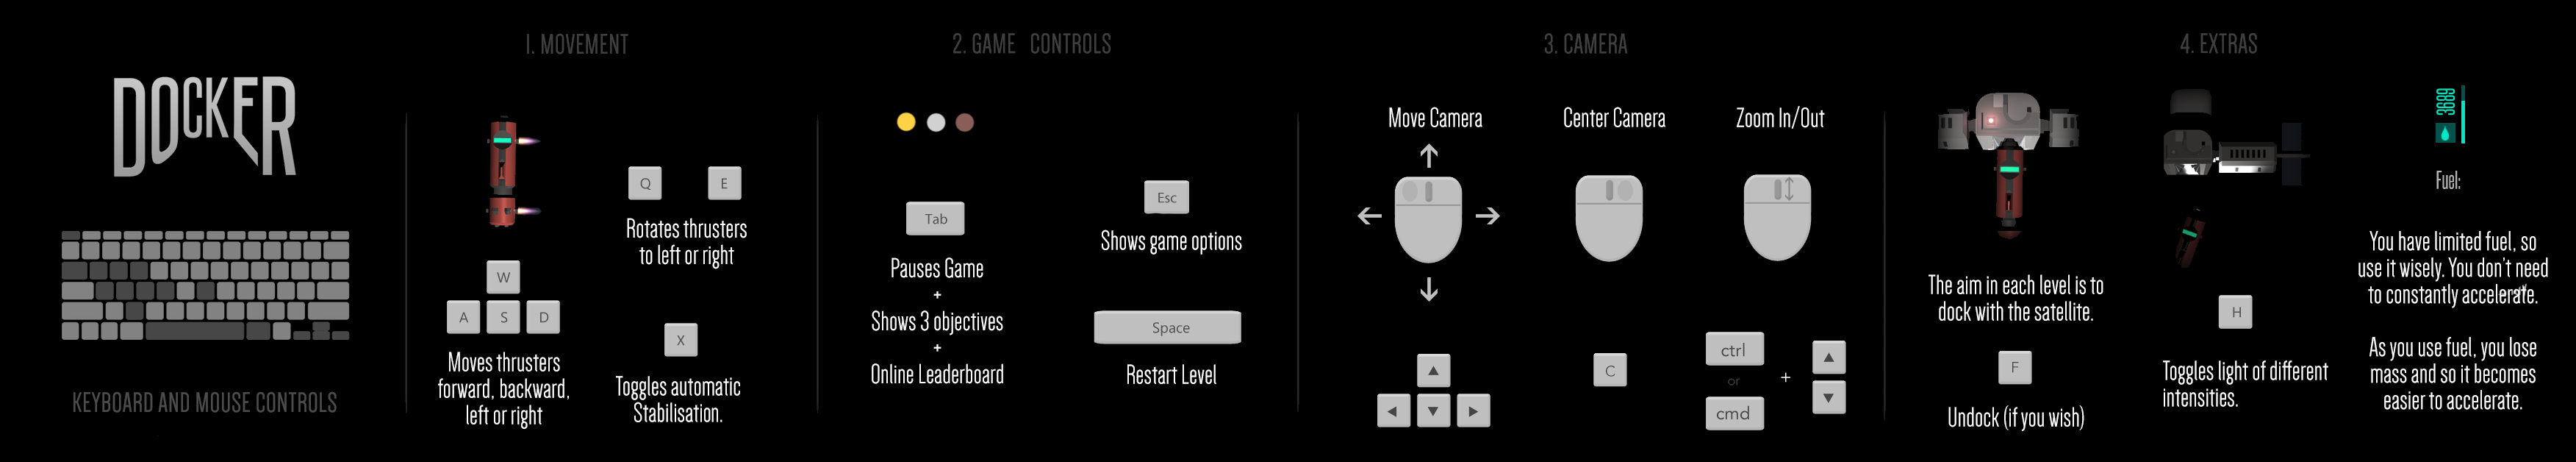 DOCKER
KEYBOARD AND MOUSE CONTROLS
1. MOVEMENT
W
A S D
Moves thrusters
forward, backward,
left or right
Q E
Rotates thrusters
to left or right
X
Toggles automatic
Stabilisation.
2. GAME CONTROLS
Tab
Pauses Game
+
Shows 3 objectives
+
Online Leaderboard
Esc
Shows game options
Space
Restart Level
3. CAMERA
Move Camera
Center Camera
C
Zoom In/Out
ctrl
or
cmd
+
4. EXTRAS
The aim in each level is to
dock with the satellite.
F
Undock (if you wish)
H
Toggles light of different
intensities.
3689
Fuel:
You have limited fuel, so
use it wisely. You don't need
to constantly accelerate.
As you use fuel, you lose
mass and so it becomes
easier to accelerate.